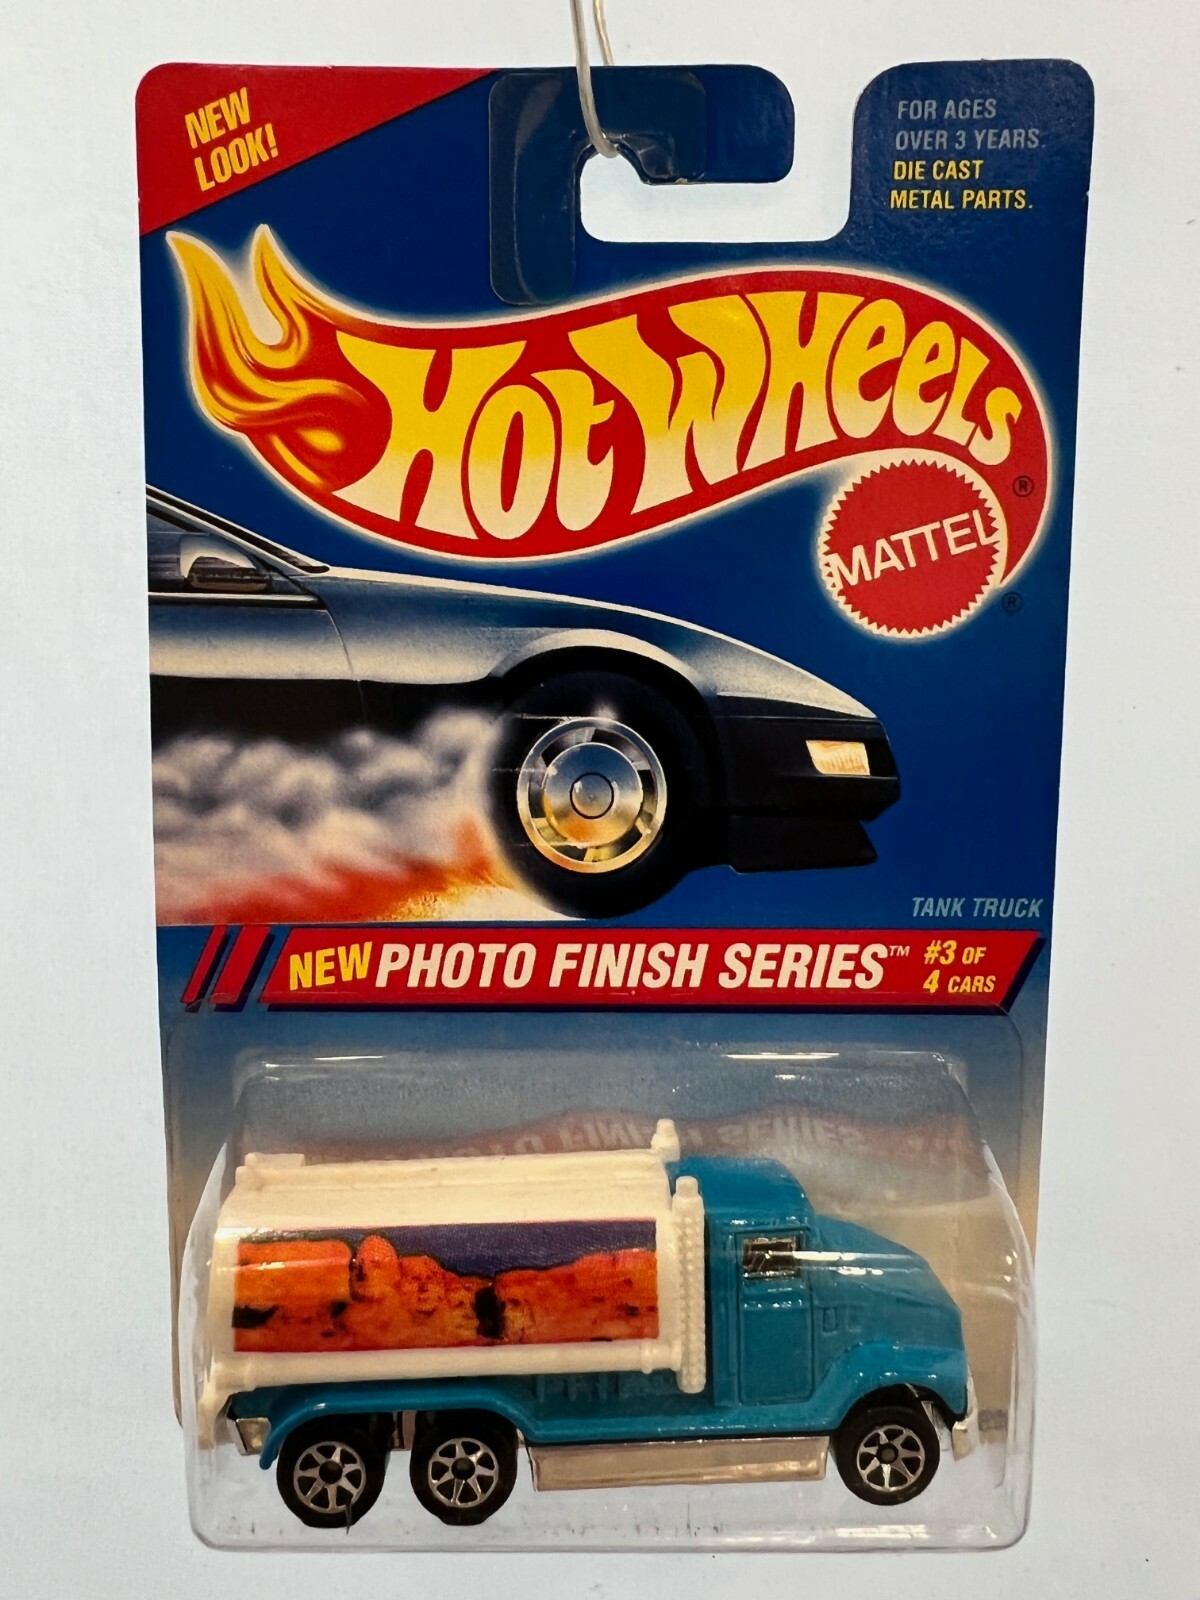 NEW
LOOK!
FOR AGES
OVER 3 YEARS.
DIE CAST
METAL PARTS.
HOT WHEELS
®
MATTEL
®
TANK TRUCK
NEW PHOTO FINISH SERIES™ #3 OF
4 CARS